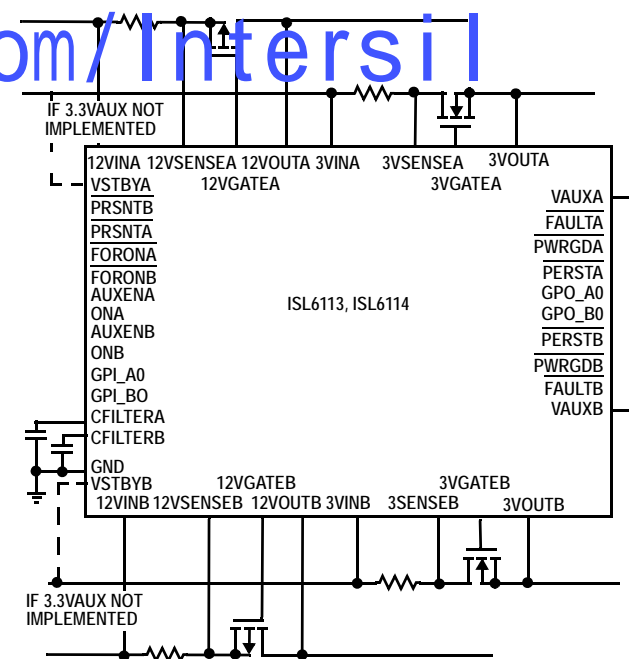 om/Intersil
IF 3.3VAUX NOT
IMPLEMENTED
12VINA 12VSENSEA 12VOUTA 3VINA 3VSENSEA 3VOUTA
12VGATEA 3VGATEA
VSTBYA
PRSNTB
PRSNTA
FORONA
FORONB
AUXENA
ONA
AUXENB
ONB
GPI_A0
GPI_BO
CFILTERA
CFILTERB
GND
VSTBYB
ISL6113, ISL6114
VAUXA
FAULTA
PWRGDA
PERSTA
GPO_A0
GPO_B0
PERSTB
PWRGDB
FAULTB
VAUXB
12VGATEB 3VGATEB
12VINB 12VSENSEB 12VOUTB 3VINB 3SENSEB 3VOUTB
IF 3.3VAUX NOT
IMPLEMENTED